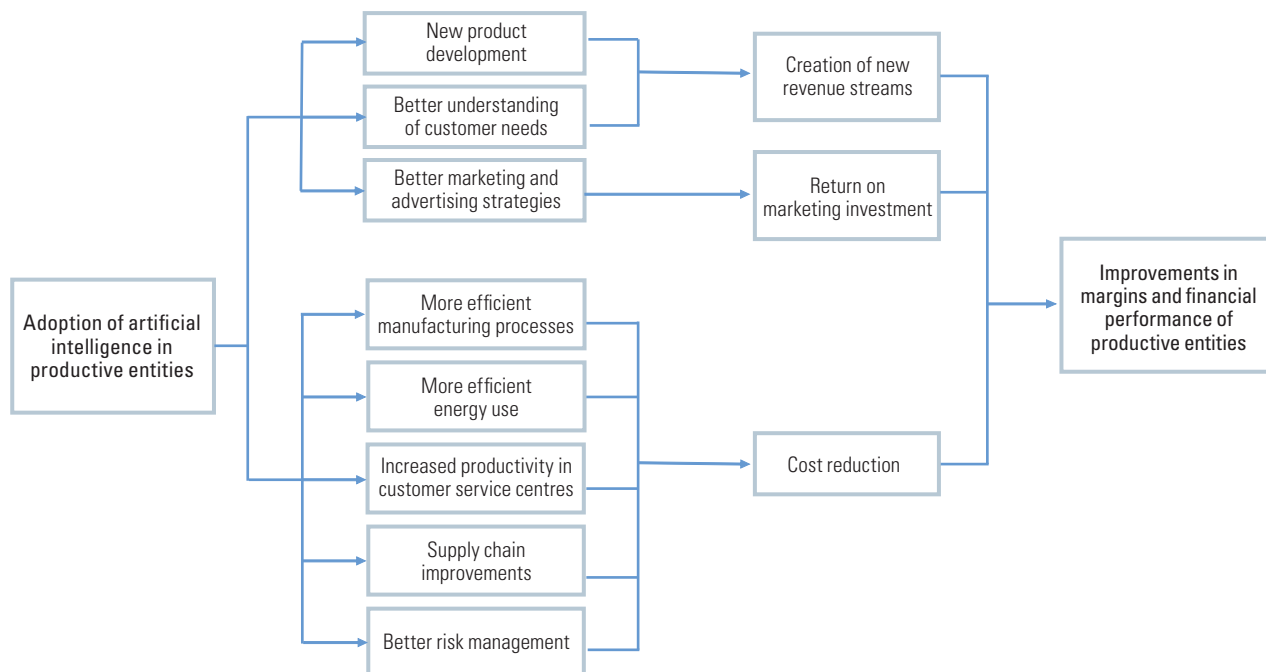 New product
development
Better understanding
of customer needs
Better marketing and
advertising strategies
Creation of new
revenue streams
Return on
marketing investment
Adoption of artificial
intelligence in
productive entities
More efficient
manufacturing processes
More efficient
energy use
Increased productivity in
customer service centres
Supply chain
improvements
Better risk management
Cost reduction
Improvements in
margins and financial
performance of
productive entities